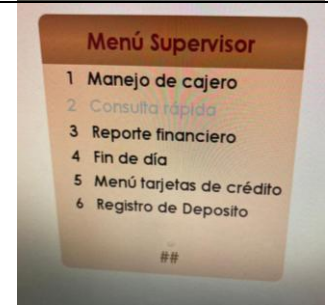 Menú Supervisor
1 Manejo de cajero
2 Consulta rápida
3 Reporte financiero
4 Fin de día
5 Menú tarjetas de crédito
6 Registro de Deposito
##